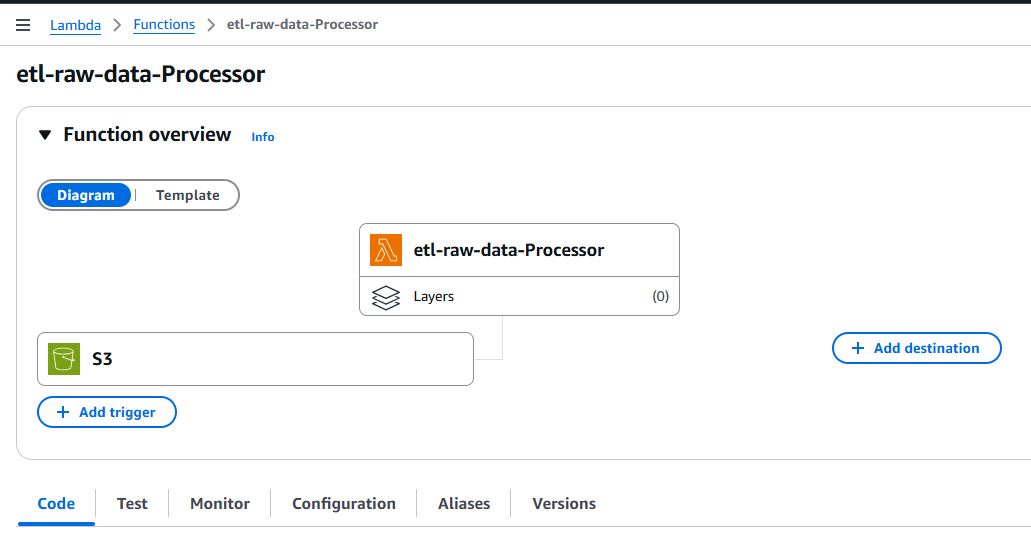 Lambda > Functions > etl-raw-data-Processor
etl-raw-data-Processor
Function overview Info
Diagram | Template
etl-raw-data-Processor
Layers (0)
S3
+ Add destination
+ Add trigger
Code Test Monitor Configuration Aliases Versions